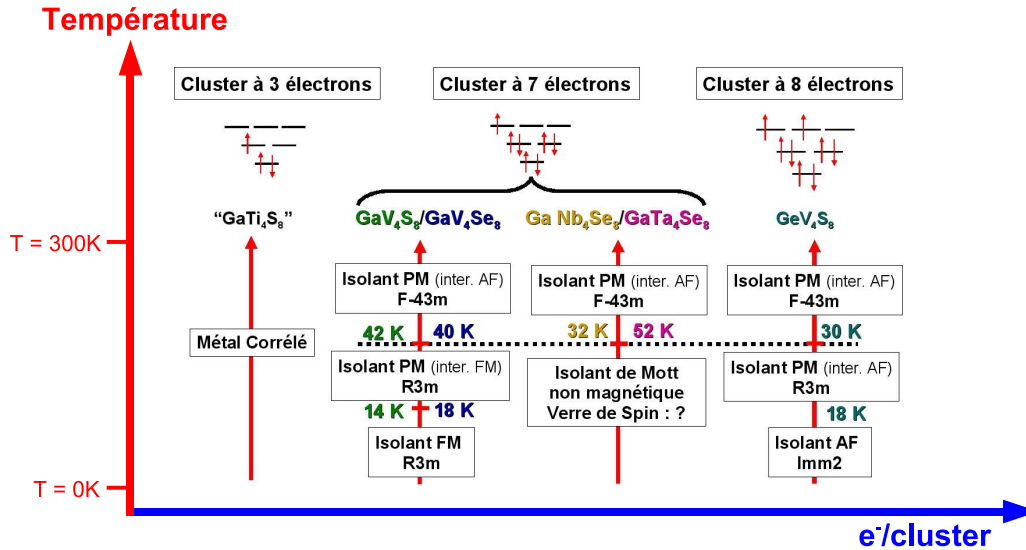 Température
Cluster à 3 électrons
Cluster à 7 électrons
Cluster à 8 électrons
“GaTi₄S₈”
GaV₄S₈/GaV₄Se₈
Ga Nb₄Se₈/GaTa₄Se₈
GeV₄S₈
T = 300K
Isolant PM (inter. AF)
F-43m
Isolant PM (inter. AF)
F-43m
Isolant PM (inter. AF)
F-43m
42 K
40 K
32 K
52 K
30 K
Métal Corrélé
Isolant PM (inter. FM)
R3m
Isolant de Mott
non magnétique
Verre de Spin : ?
Isolant PM (inter. AF)
R3m
14 K
18 K
18 K
Isolant FM
R3m
Isolant AF
Imm2
T = 0K
e⁻/cluster